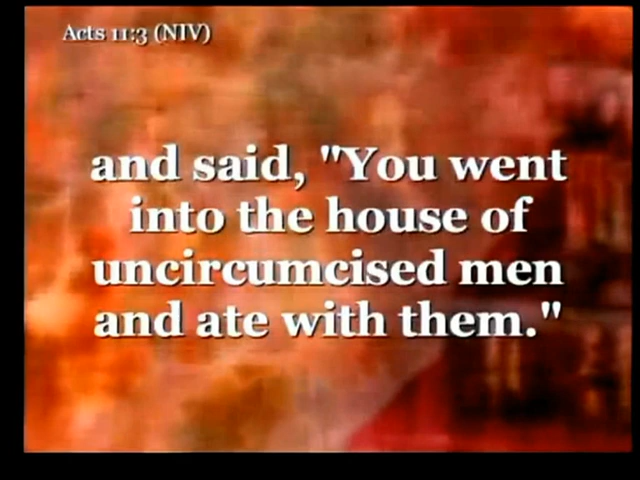 Acts 11:3 (NIV)
and said, "You went
into the house of
uncircumcised men
and ate with them."